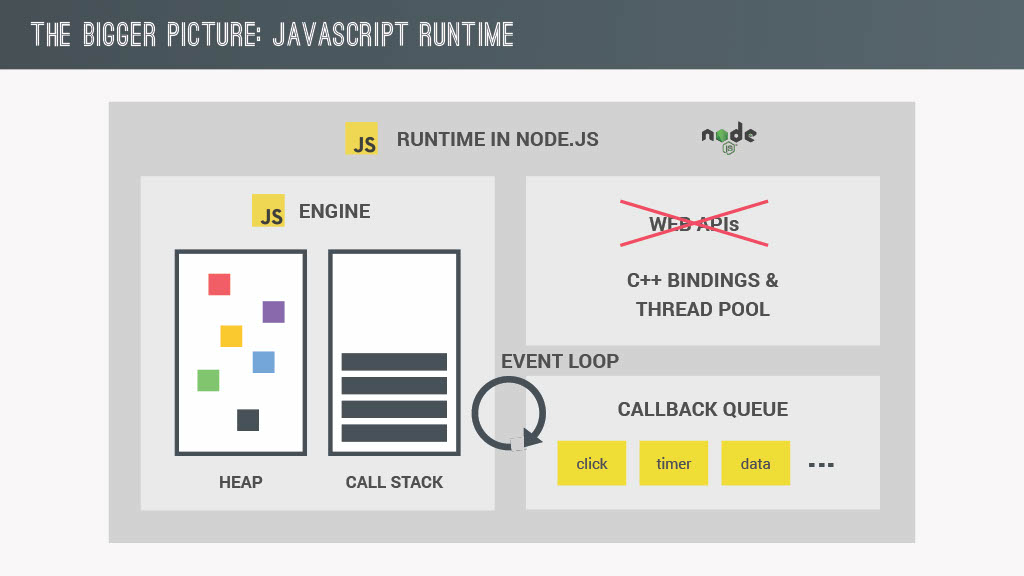 THE BIGGER PICTURE: JAVASCRIPT RUNTIME
JS RUNTIME IN NODE.JS
node
JS
JS ENGINE
WEB APIs
C++ BINDINGS &
THREAD POOL
EVENT LOOP
CALLBACK QUEUE
click timer data ...
HEAP CALL STACK